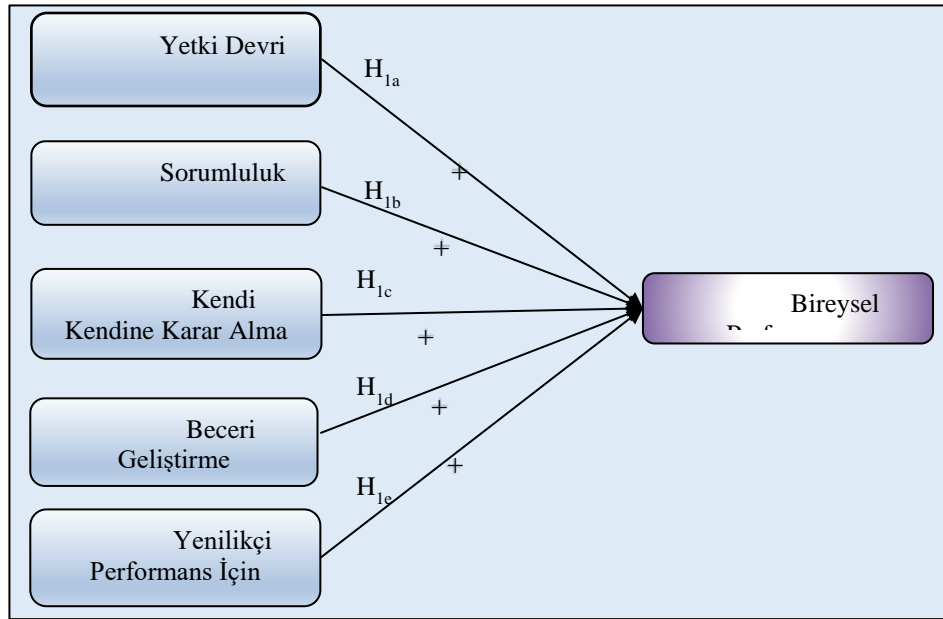 Yetki Devri
H1a
+
Sorumluluk
H1b
+
Kendi
Kendine Karar Alma
H1c
+
Bireysel
Beceri
Geliştirme
H1d
+
Yenilikçi
Performans İçin
H1e
+